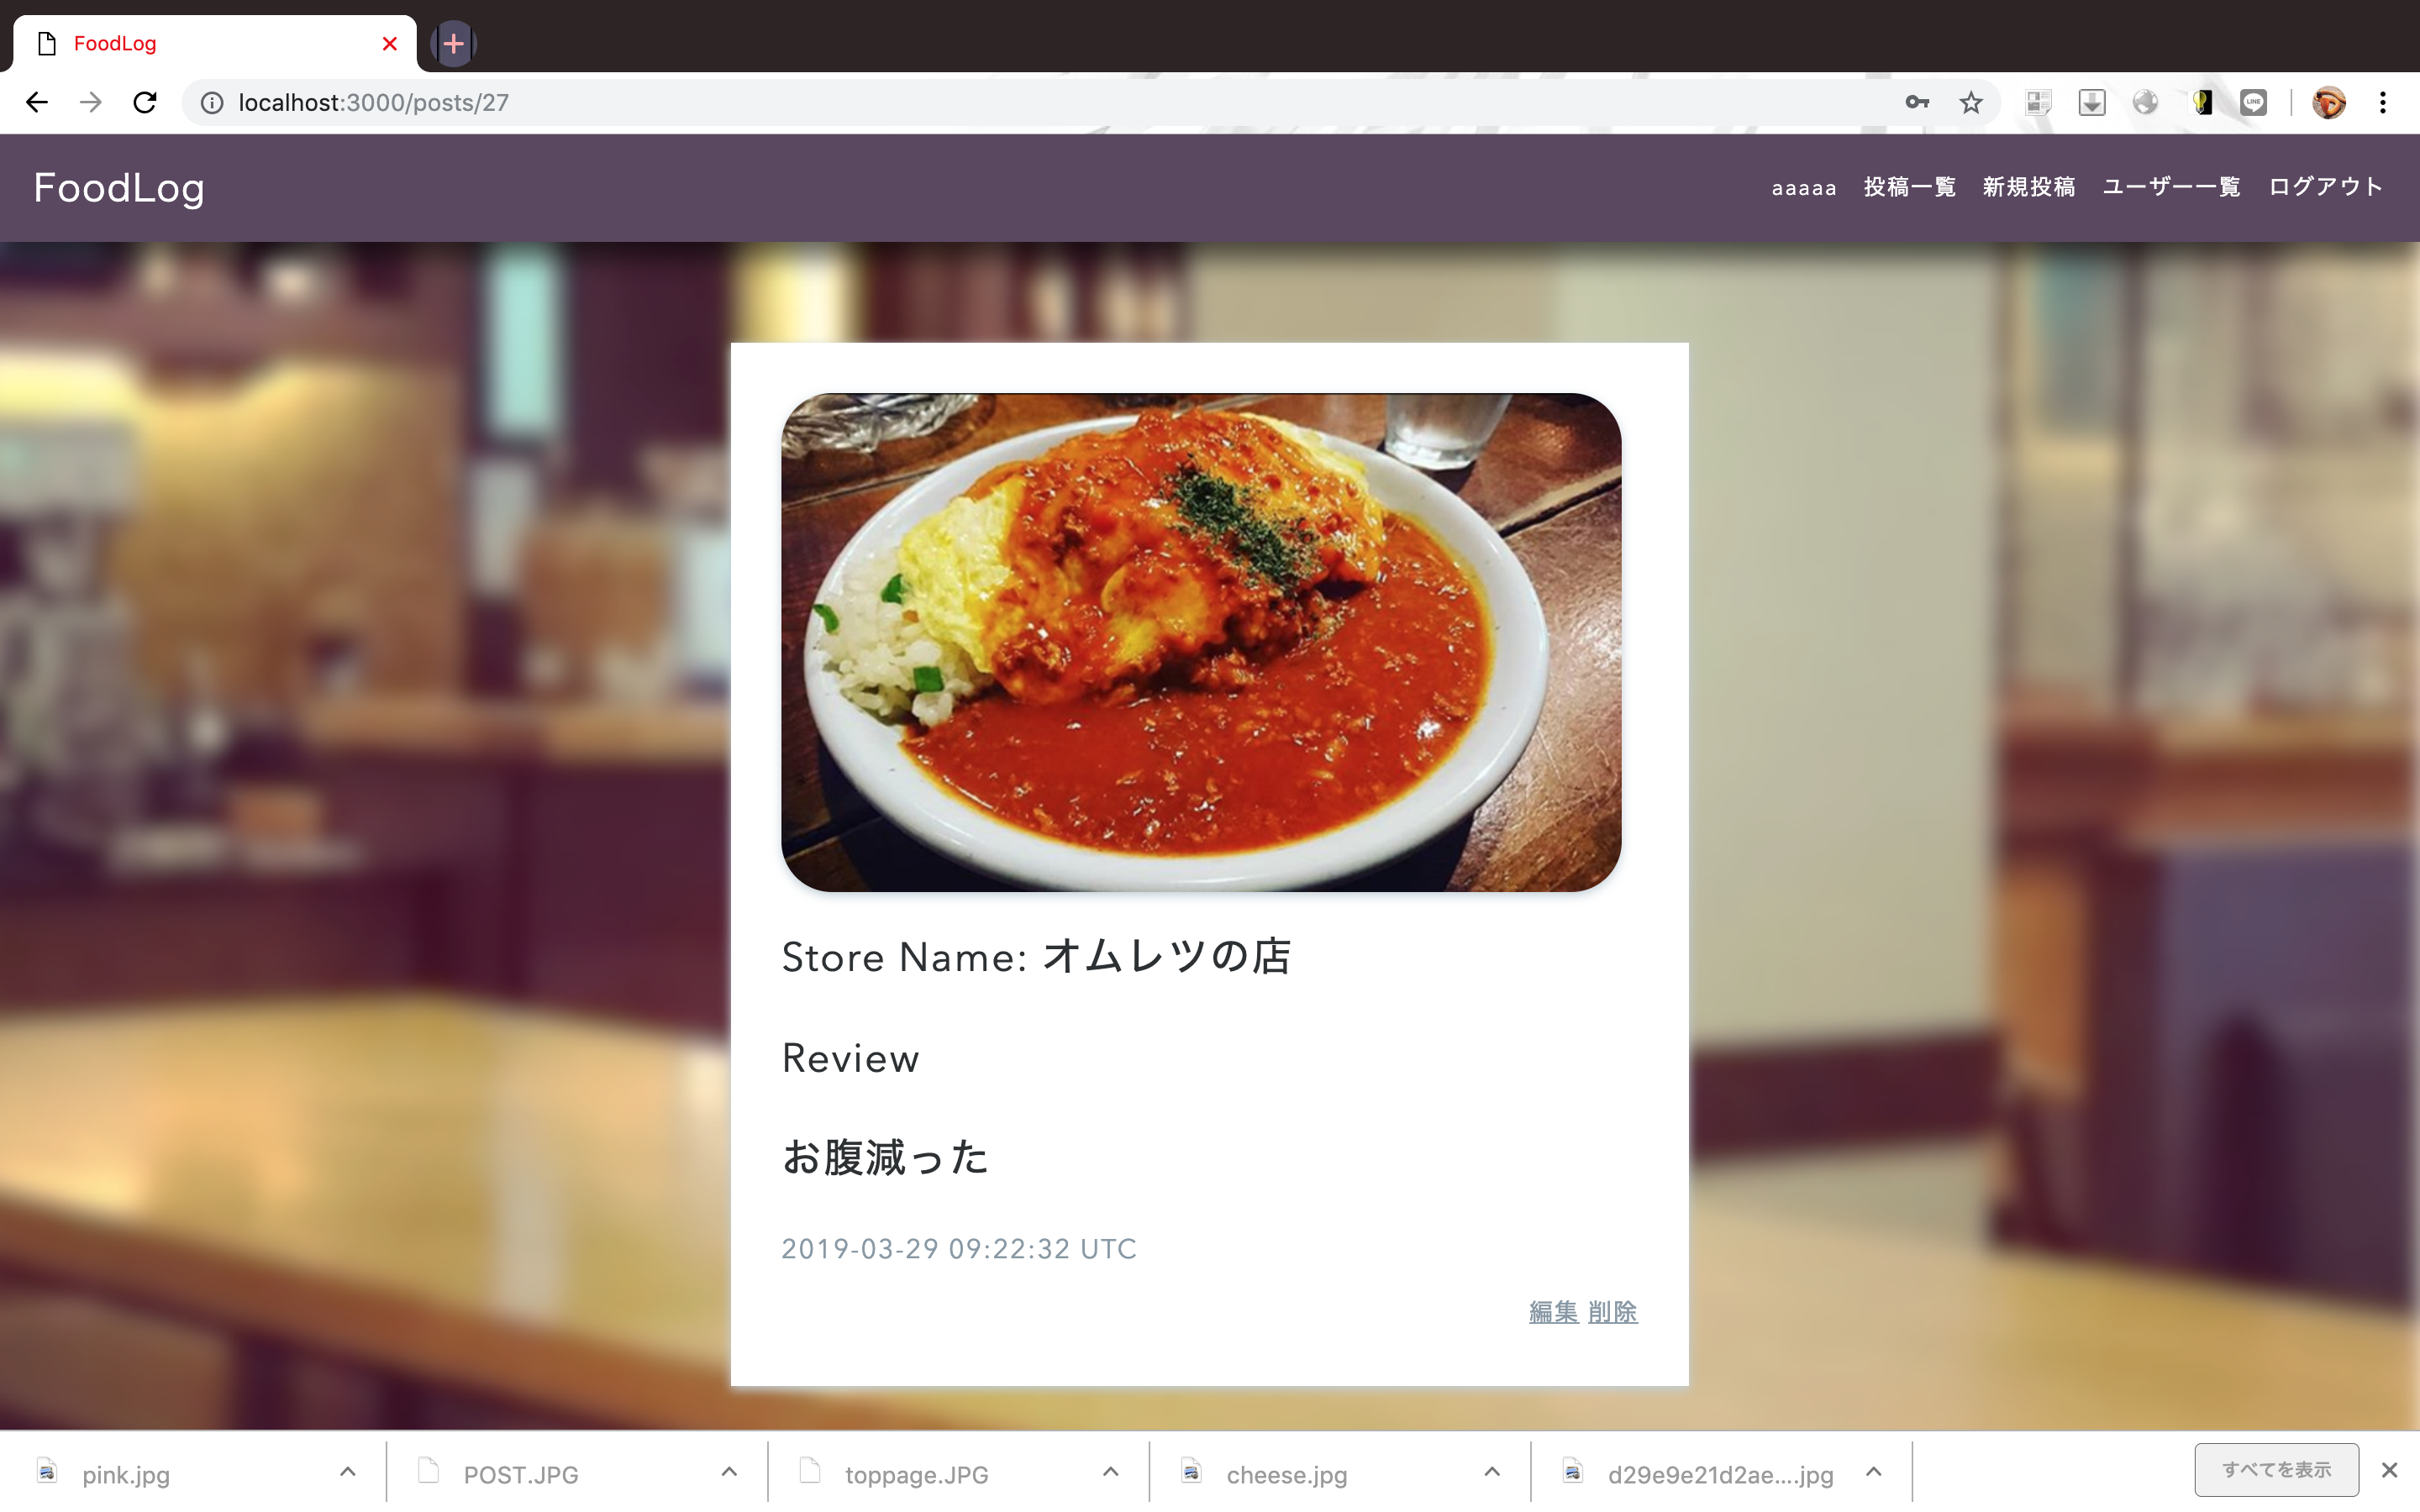 FoodLog
localhost:3000/posts/27
FoodLog
aaaaa 投稿一覧 新規投稿 ユーザー一覧 ログアウト
Store Name: オムレツの店
Review
お腹減った
2019-03-29 09:22:32 UTC
編集 削除
pink.jpg POST.JPG toppage.JPG cheese.jpg d29e9e21d2ae....jpg すべてを表示